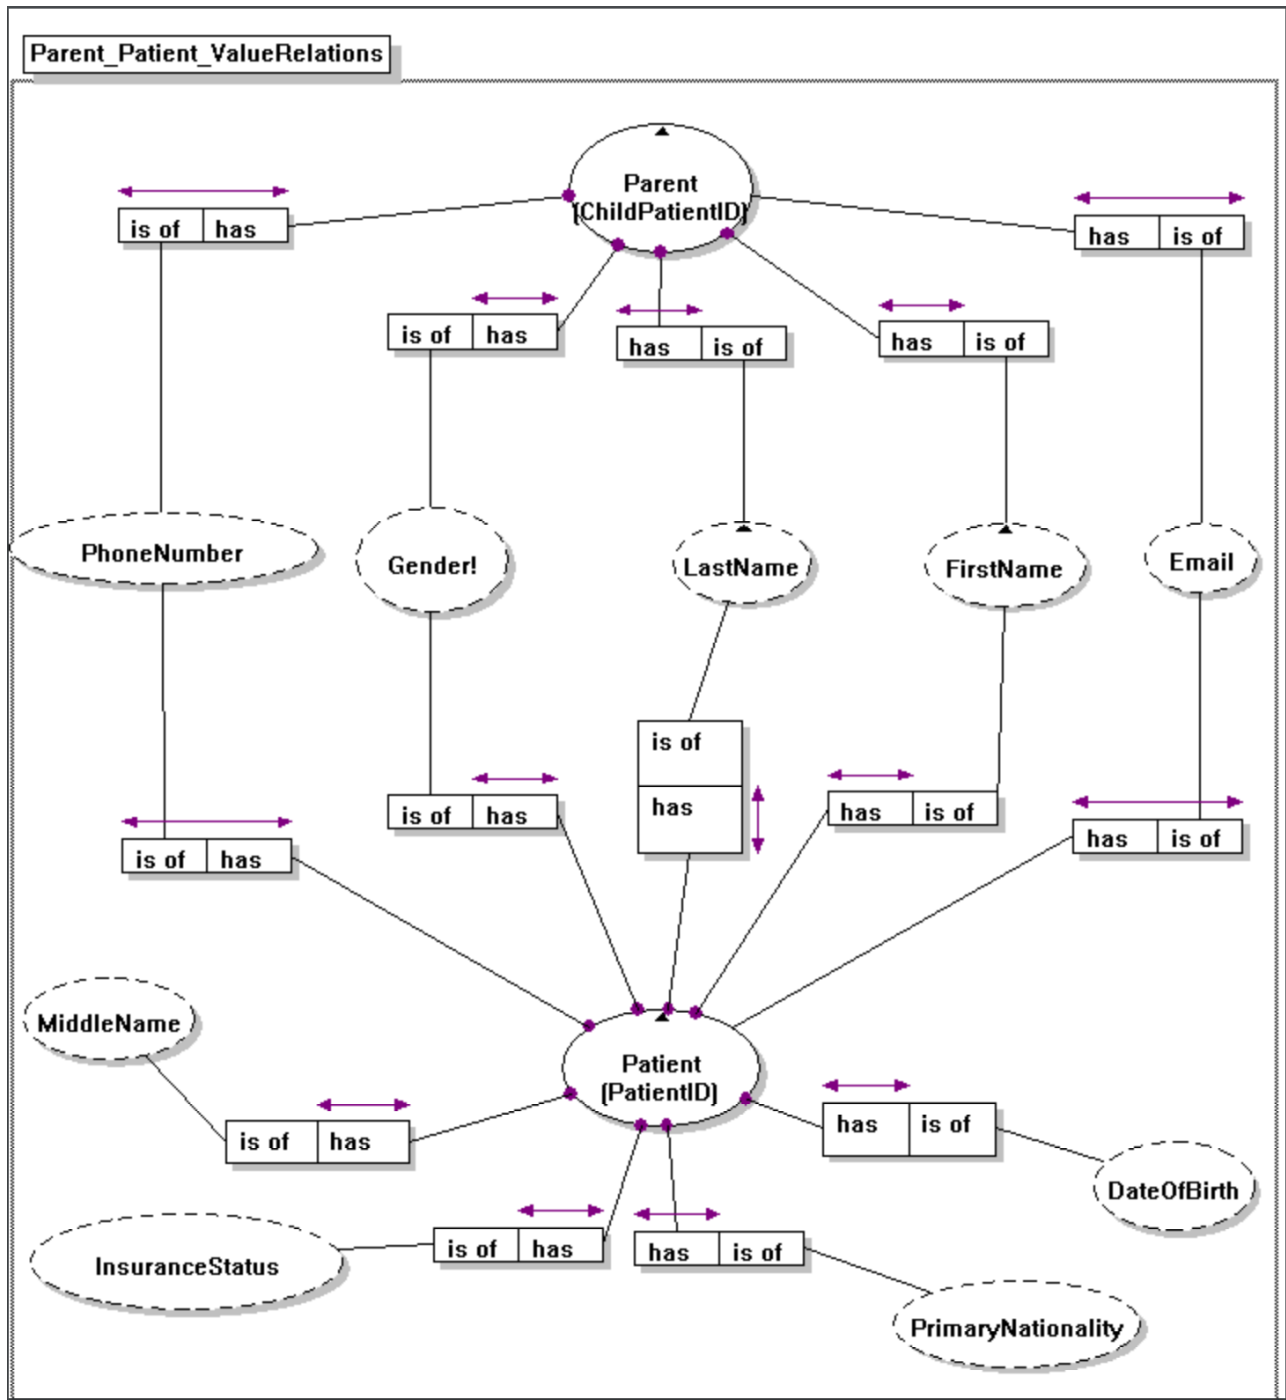 Parent_Patient_ValueRelations
Parent
(ChildPatientID)
is of has
has is of
is of has
has is of
has is of
PhoneNumber
Gender!
LastName
FirstName
Email
is of
has
is of has
has is of
is of has
has is of
MiddleName
Patient
(PatientID)
is of has
has is of
DateOfBirth
InsuranceStatus
is of has
has is of
PrimaryNationality